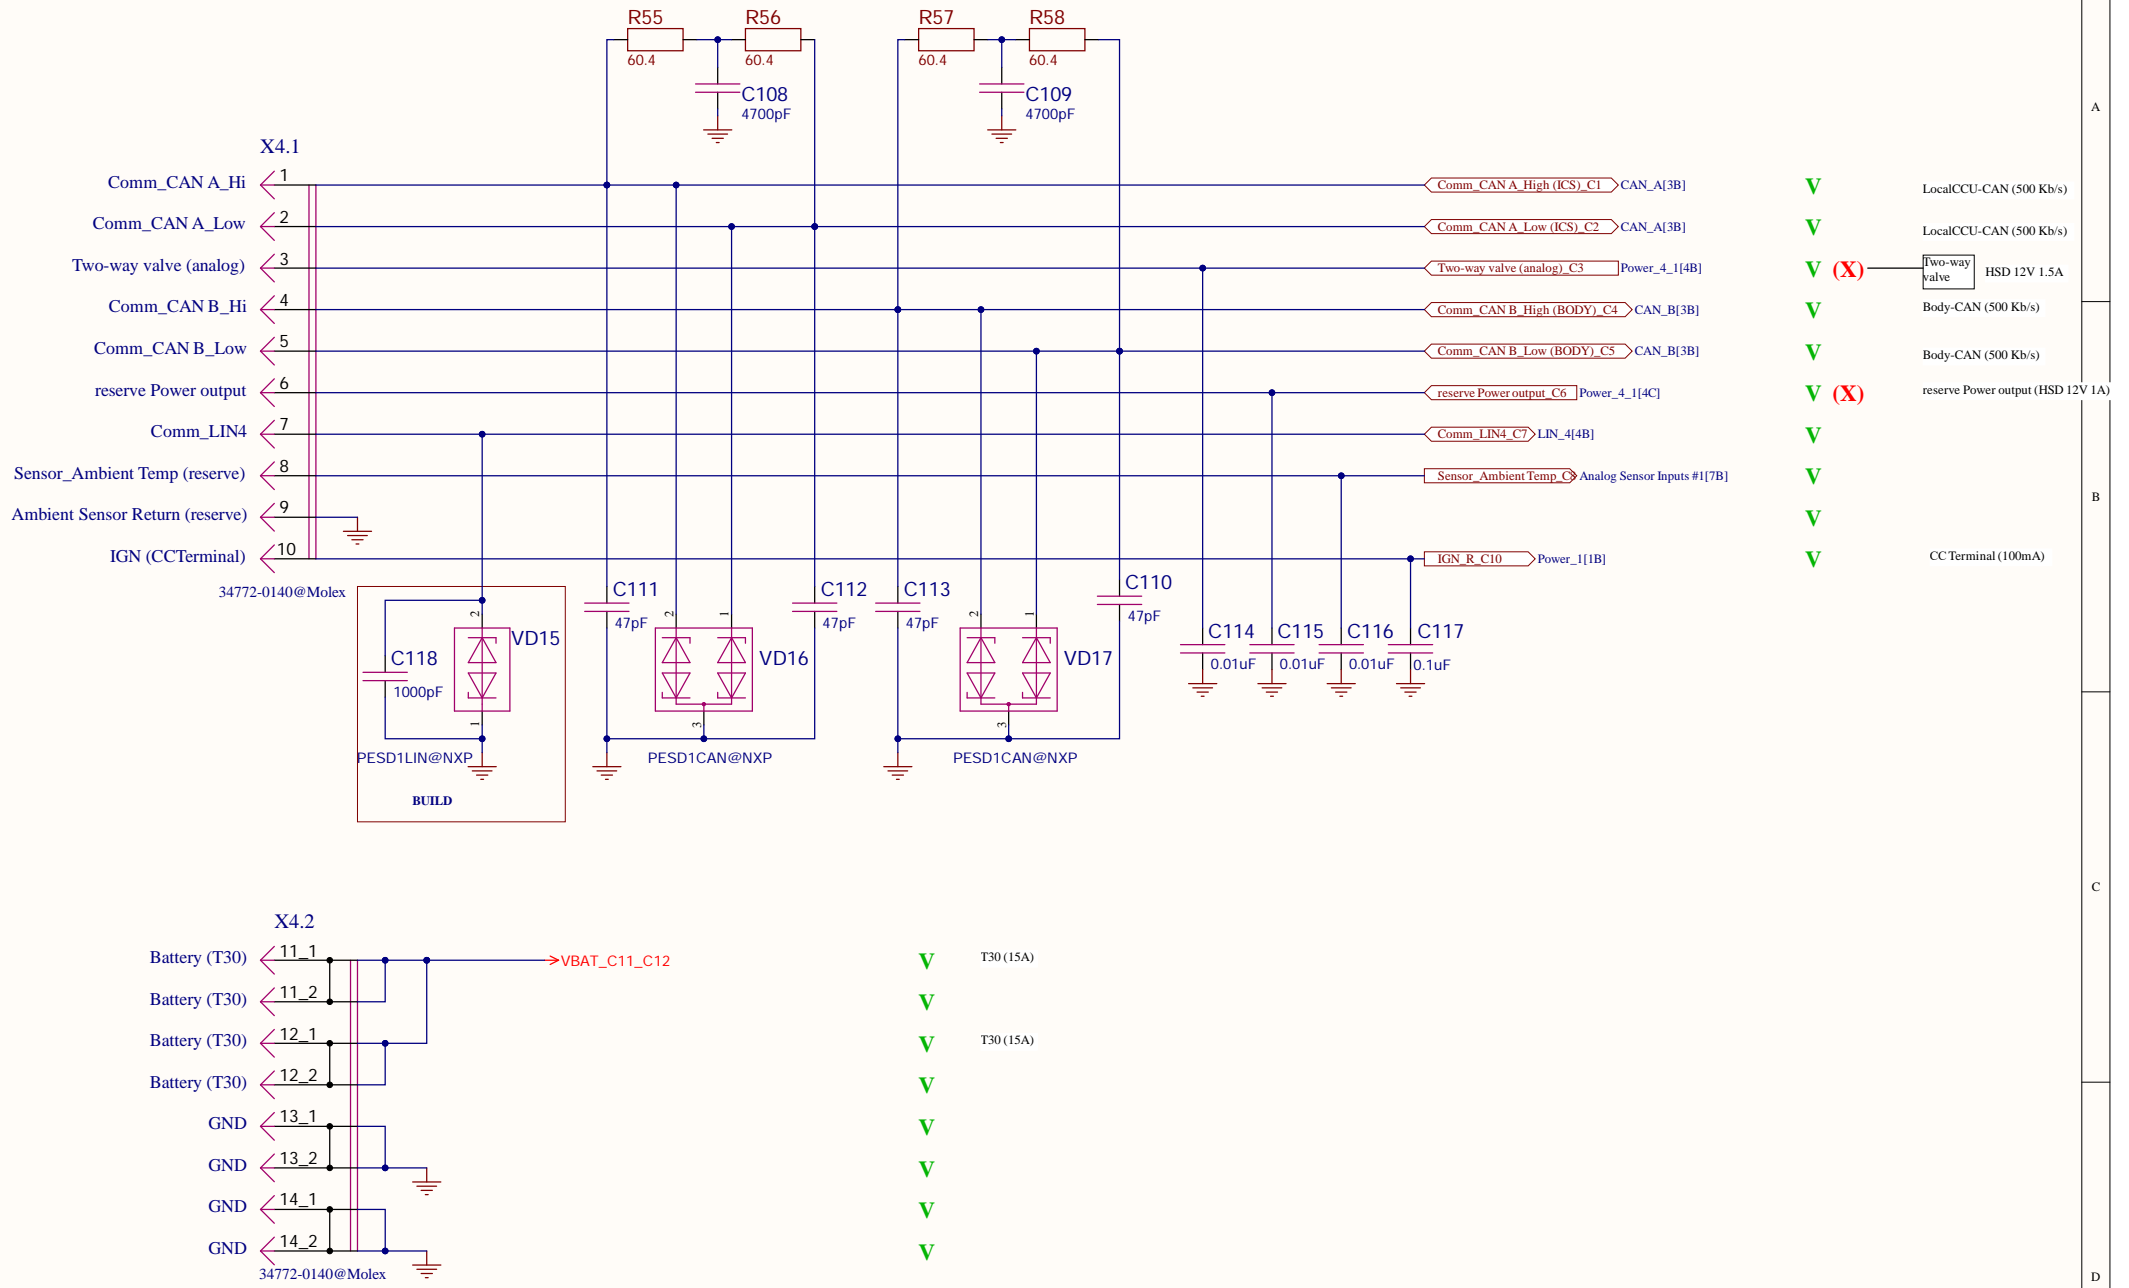 R55
R56
R57
R58
60.4
60.4
60.4
60.4
C108
4700pF
C109
4700pF
A
X4.1
Comm_CAN A_Hi
1
Comm_CAN A_High (ICS)_C1
CAN_A[3B]
V
LocalCCU-CAN (500 Kb/s)
Comm_CAN A_Low
2
Comm_CAN A_Low (ICS)_C2
CAN_A[3B]
V
LocalCCU-CAN (500 Kb/s)
Two-way valve (analog)
3
Two-way valve (analog)_C3
Power_4_1[4B]
V
(X)
Two-way
valve
HSD 12V 1.5A
Comm_CAN B_Hi
4
Comm_CAN B_High (BODY)_C4
CAN_B[3B]
V
Body-CAN (500 Kb/s)
Comm_CAN B_Low
5
Comm_CAN B_Low (BODY)_C5
CAN_B[3B]
V
Body-CAN (500 Kb/s)
reserve Power output
6
reserve Power output_C6
Power_4_1[4C]
V
(X)
reserve Power output (HSD 12V 1A)
Comm_LIN4
7
Comm_LIN4_C7
LIN_4[4B]
V
Sensor_Ambient Temp (reserve)
8
Sensor_Ambient Temp_C8
Analog Sensor Inputs #1[7B]
V
B
Ambient Sensor Return (reserve)
9
V
IGN (CCTerminal)
10
IGN_R_C10
Power_1[1B]
V
CC Terminal (100mA)
34772-0140@Molex
C111
47pF
C112
47pF
C113
47pF
C110
47pF
2
VD15
2
1
VD16
2
1
VD17
C118
1000pF
C114
0.01uF
C115
0.01uF
C116
0.01uF
C117
0.1uF
1
3
3
PESD1LIN@NXP
PESD1CAN@NXP
PESD1CAN@NXP
BUILD
C
X4.2
Battery (T30)
11_1
VBAT_C11_C12
V
T30 (15A)
Battery (T30)
11_2
V
Battery (T30)
12_1
V
T30 (15A)
Battery (T30)
12_2
V
GND
13_1
V
GND
13_2
V
GND
14_1
V
GND
14_2
V
34772-0140@Molex
D